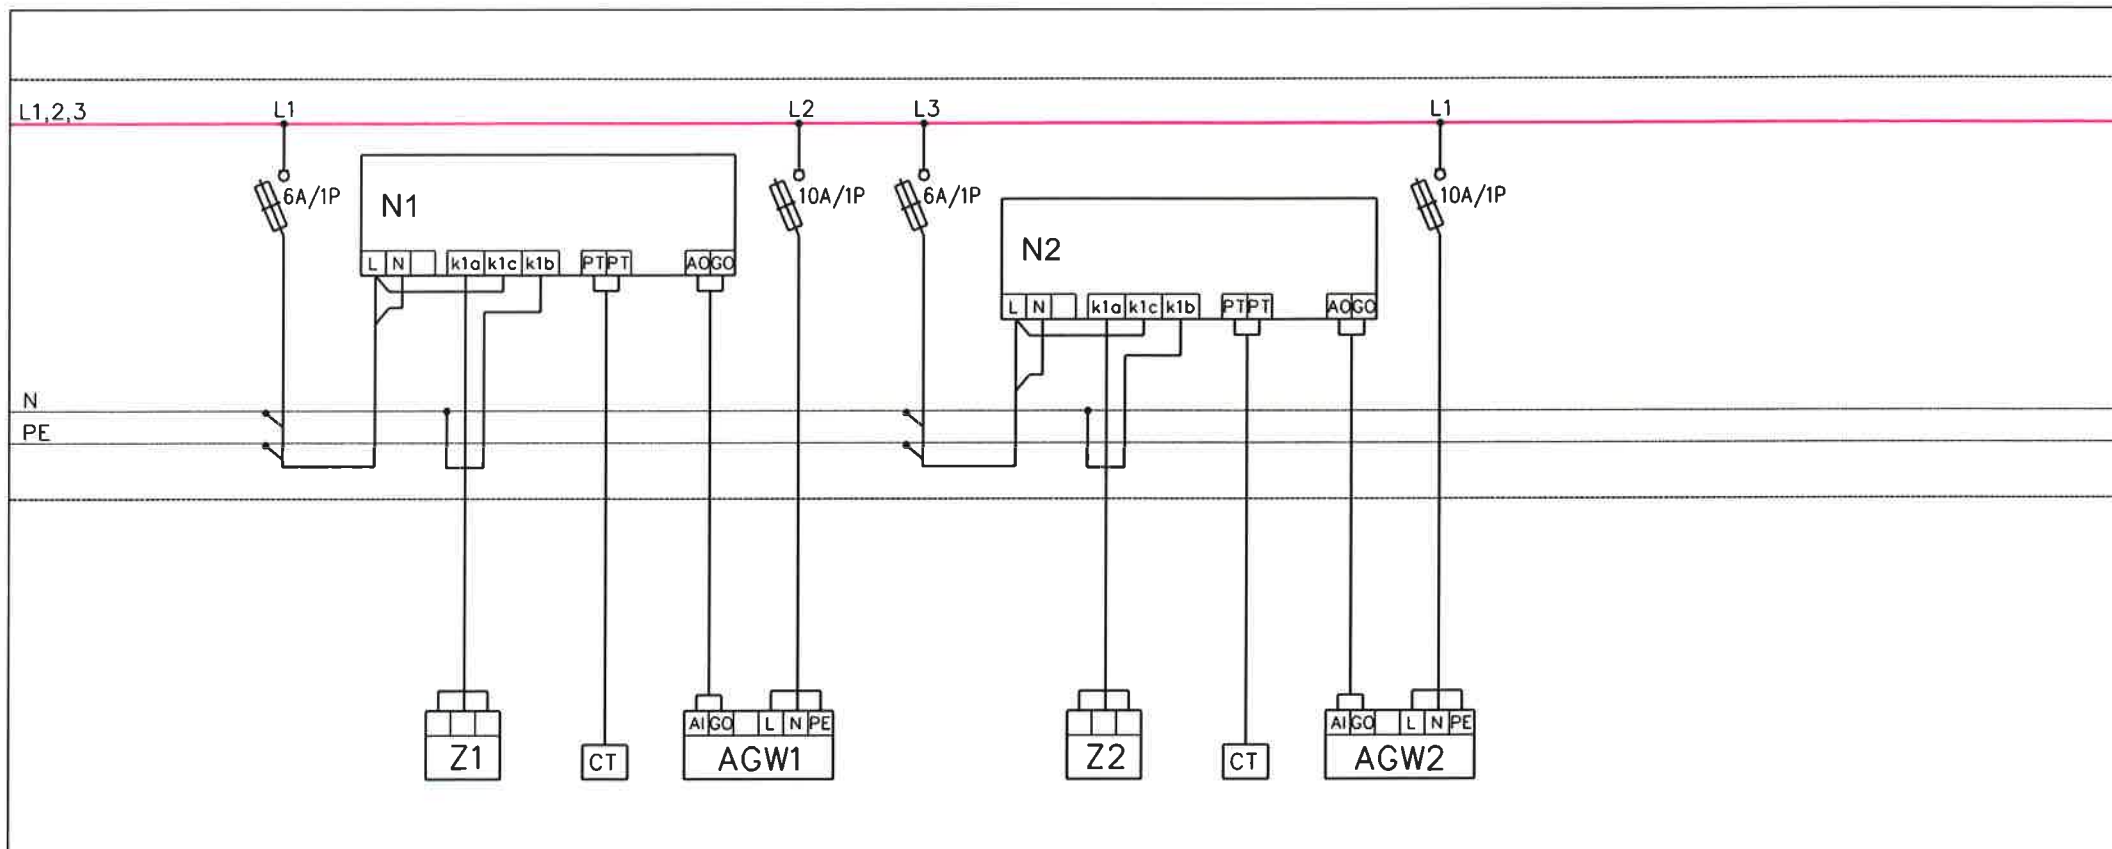 L1,2,3 L1 L2 L3 L1
6A/1P 10A/1P 6A/1P 10A/1P
N1
N2
L N k1a k1c k1b PT PT AO GO
L N k1a k1c k1b PT PT AO GO
N
PE
AI GO L N PE
AI GO L N PE
Z1 CT AGW1 Z2 CT AGW2